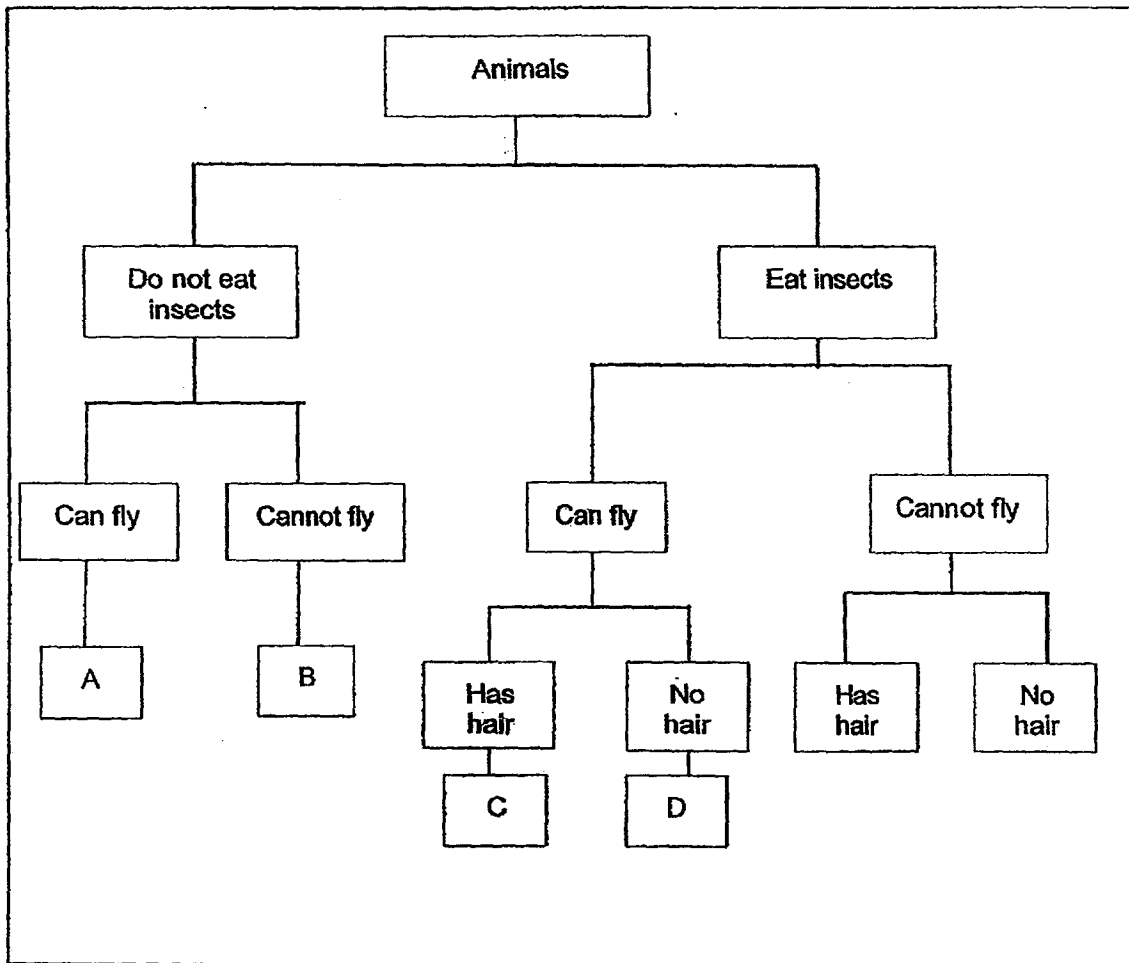 Animals
Do not eat
insects
Eat insects
Can fly
Cannot fly
Can fly
Cannot fly
A
B
Has
hair
No
hair
Has
hair
No
hair
C
D